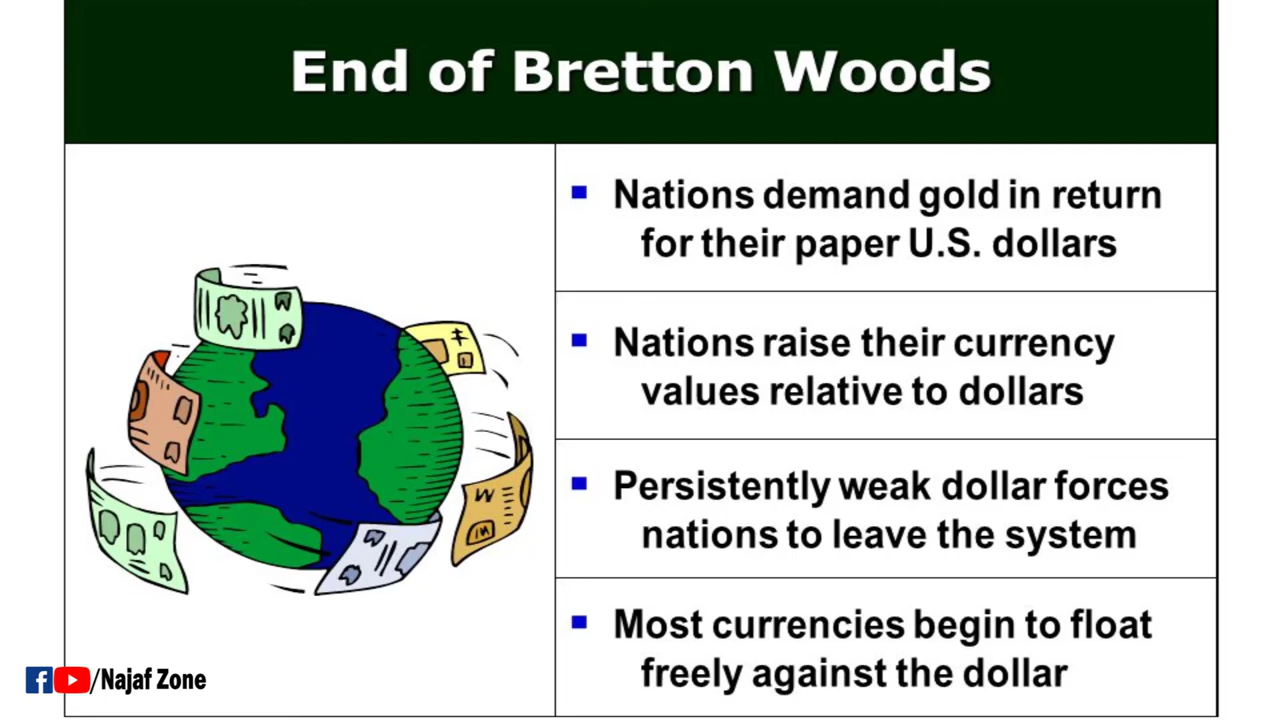 End of Bretton Woods
▪ Nations demand gold in return
for their paper U.S. dollars
▪ Nations raise their currency
values relative to dollars
▪ Persistently weak dollar forces
nations to leave the system
▪ Most currencies begin to float
freely against the dollar
/Najaf Zone